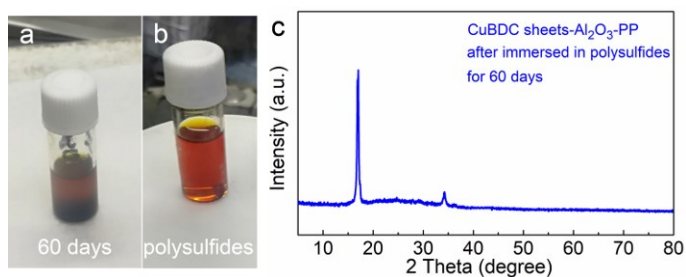 a
60 days
b
polysulfides
c
CuBDC sheets-Al₂O₃-PP
after immersed in polysulfides
for 60 days
Intensity (a.u.)
10 20 30 40 50 60 70 80
2 Theta (degree)